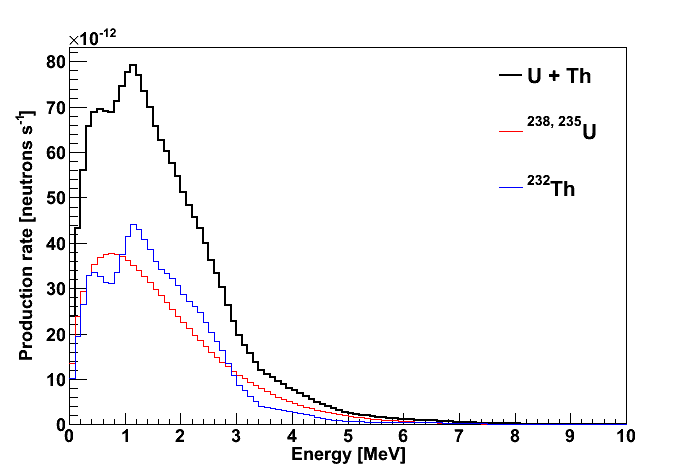 ×10⁻¹²
80
70
60
50
40
30
20
10
0
Production rate [neutrons s⁻¹]
U + Th
²³⁸, ²³⁵U
²³²Th
0 1 2 3 4 5 6 7 8 9 10
Energy [MeV]